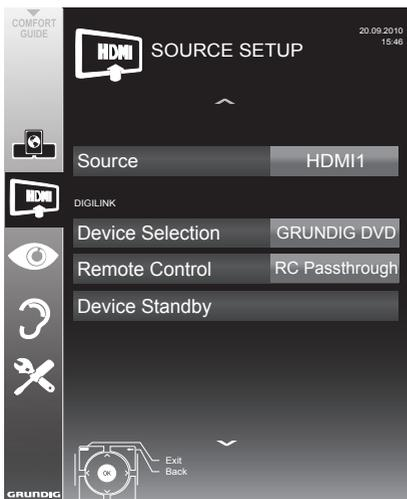 COMFORT
GUIDE
HDMI
SOURCE SETUP
20.09.2010
15:46
Source
HDMI1
HDMI
DIGILINK
Device Selection
GRUNDIG DVD
Remote Control
RC Passthrough
Device Standby
Exit
OK
Back
GRUNDIG